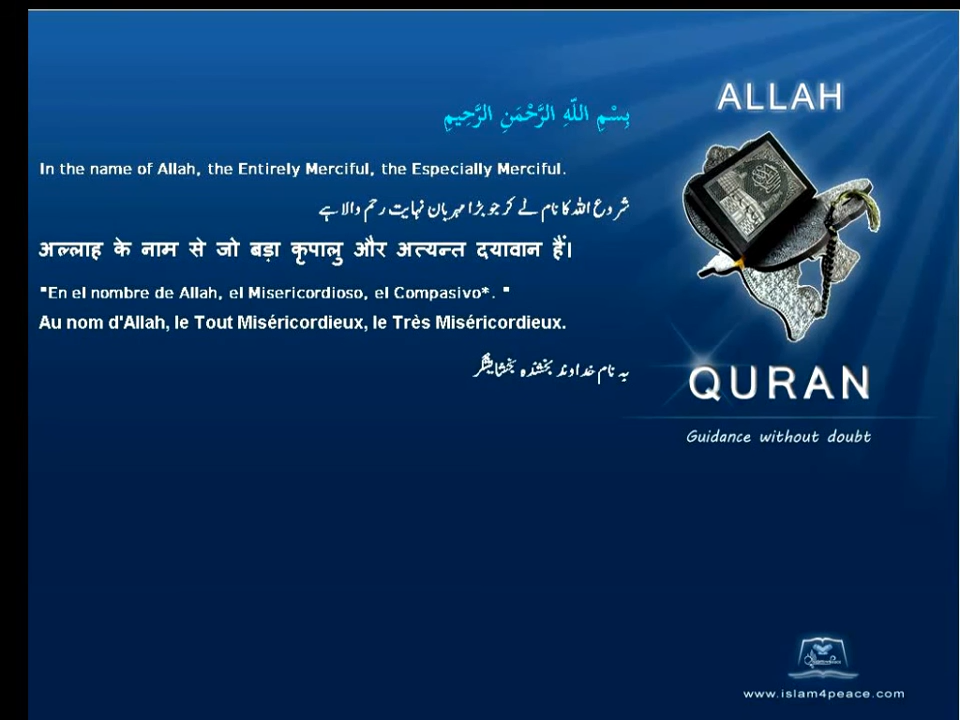 بِسْمِ اللَّهِ الرَّحْمَنِ الرَّحِيمِ
In the name of Allah, the Entirely Merciful, the Especially Merciful.
شروع اللہ کا نام لے کر جو بڑا مہربان نہایت رحم والا ہے
अल्लाह के नाम से जो बड़ा कृपालु और अत्यन्त दयावान हैं।
"En el nombre de Allah, el Misericordioso, el Compasivo*. "
Au nom d'Allah, le Tout Miséricordieux, le Très Miséricordieux.
به نام خداوند بخشنده بخشایشگر
ALLAH
QURAN
Guidance without doubt
www.islam4peace.com